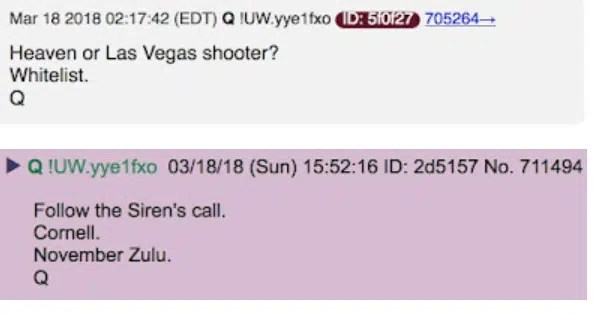 Mar 18 2018 02:17:42 (EDT) Q !UW.yye1fxo ID: 5f0f27 705264→
Heaven or Las Vegas shooter?
Whitelist.
Q
▶ Q !UW.yye1fxo 03/18/18 (Sun) 15:52:16 ID: 2d5157 No. 711494
Follow the Siren's call.
Cornell.
November Zulu.
Q